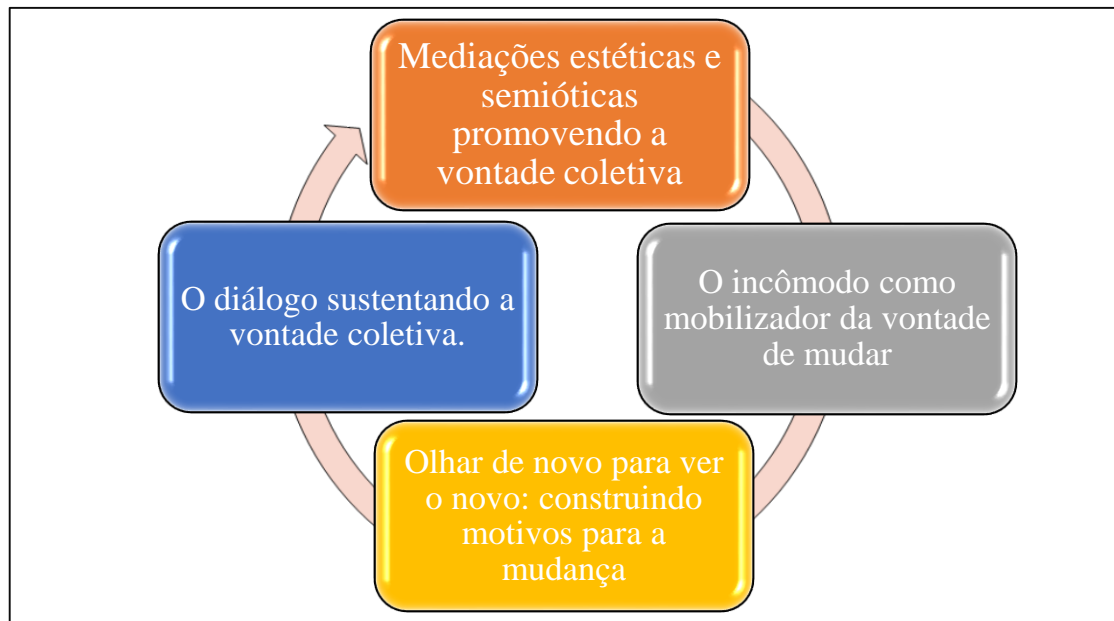 Mediações estéticas e
semióticas
promovendo a
vontade coletiva
O incômodo como
mobilizador da vontade
de mudar
Olhar de novo para ver
o novo: construindo
motivos para a
mudança
O diálogo sustentando a
vontade coletiva.